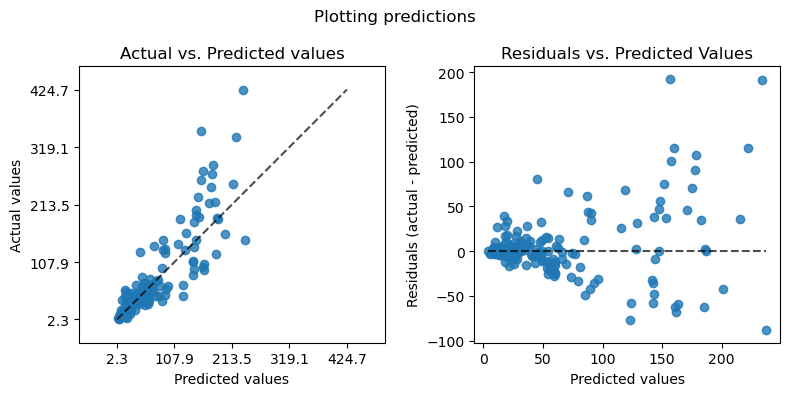 Plotting predictions
Actual vs. Predicted values
Actual values
424.7
319.1
213.5
107.9
2.3
2.3 107.9 213.5 319.1 424.7
Predicted values
Residuals vs. Predicted Values
Residuals (actual - predicted)
200
150
100
50
0
−50
−100
0 50 100 150 200
Predicted values